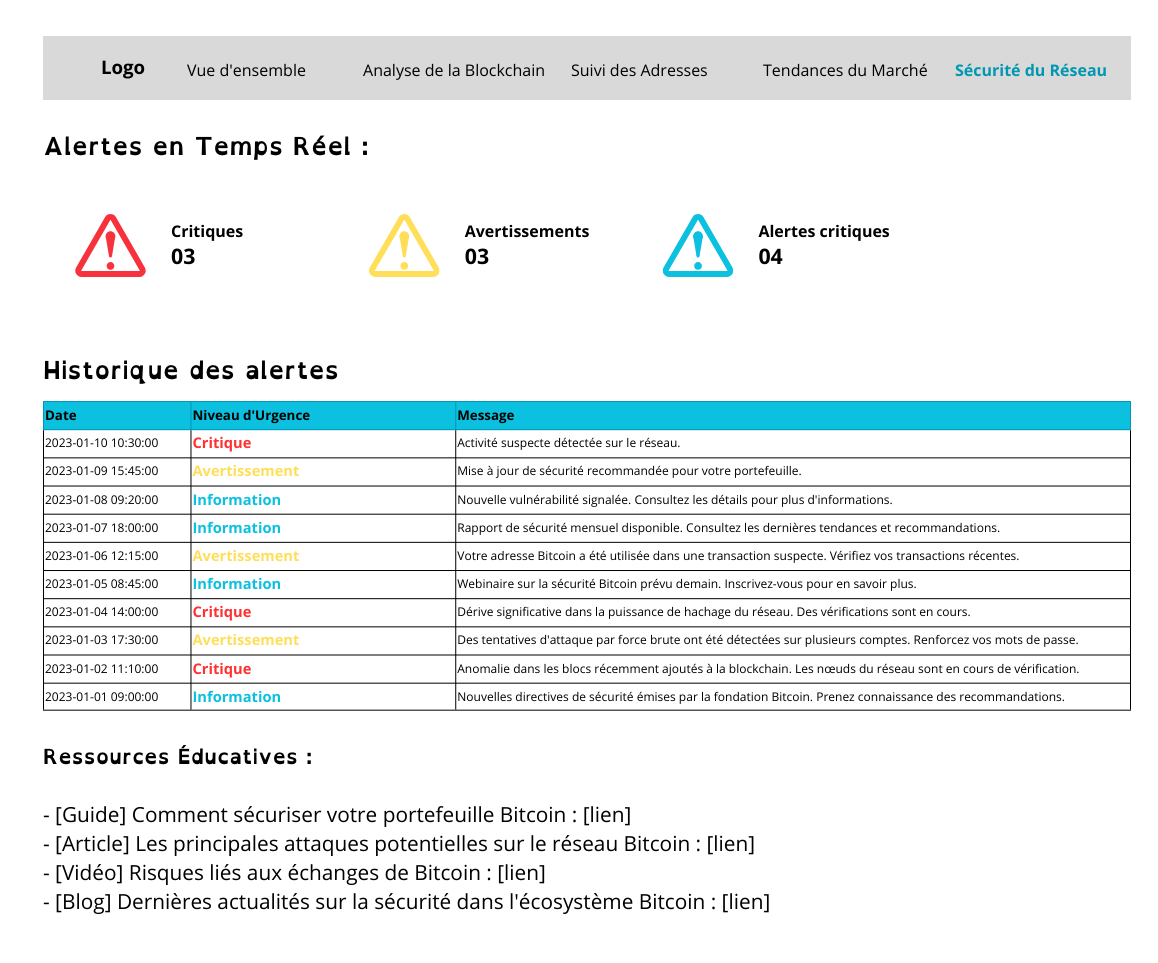 Logo Vue d'ensemble Analyse de la Blockchain Suivi des Adresses Tendances du Marché Sécurité du Réseau
Alertes en Temps Réel :
Critiques
03
Avertissements
03
Alertes critiques
04
Historique des alertes
Date Niveau d'Urgence Message
2023-01-10 10:30:00 Critique Activité suspecte détectée sur le réseau.
2023-01-09 15:45:00 Avertissement Mise à jour de sécurité recommandée pour votre portefeuille.
2023-01-08 09:20:00 Information Nouvelle vulnérabilité signalée. Consultez les détails pour plus d'informations.
2023-01-07 18:00:00 Information Rapport de sécurité mensuel disponible. Consultez les dernières tendances et recommandations.
2023-01-06 12:15:00 Avertissement Votre adresse Bitcoin a été utilisée dans une transaction suspecte. Vérifiez vos transactions récentes.
2023-01-05 08:45:00 Information Webinaire sur la sécurité Bitcoin prévu demain. Inscrivez-vous pour en savoir plus.
2023-01-04 14:00:00 Critique Dérive significative dans la puissance de hachage du réseau. Des vérifications sont en cours.
2023-01-03 17:30:00 Avertissement Des tentatives d'attaque par force brute ont été détectées sur plusieurs comptes. Renforcez vos mots de passe.
2023-01-02 11:10:00 Critique Anomalie dans les blocs récemment ajoutés à la blockchain. Les nœuds du réseau sont en cours de vérification.
2023-01-01 09:00:00 Information Nouvelles directives de sécurité émises par la fondation Bitcoin. Prenez connaissance des recommandations.
Ressources Éducatives :
- [Guide] Comment sécuriser votre portefeuille Bitcoin : [lien]
- [Article] Les principales attaques potentielles sur le réseau Bitcoin : [lien]
- [Vidéo] Risques liés aux échanges de Bitcoin : [lien]
- [Blog] Dernières actualités sur la sécurité dans l'écosystème Bitcoin : [lien]